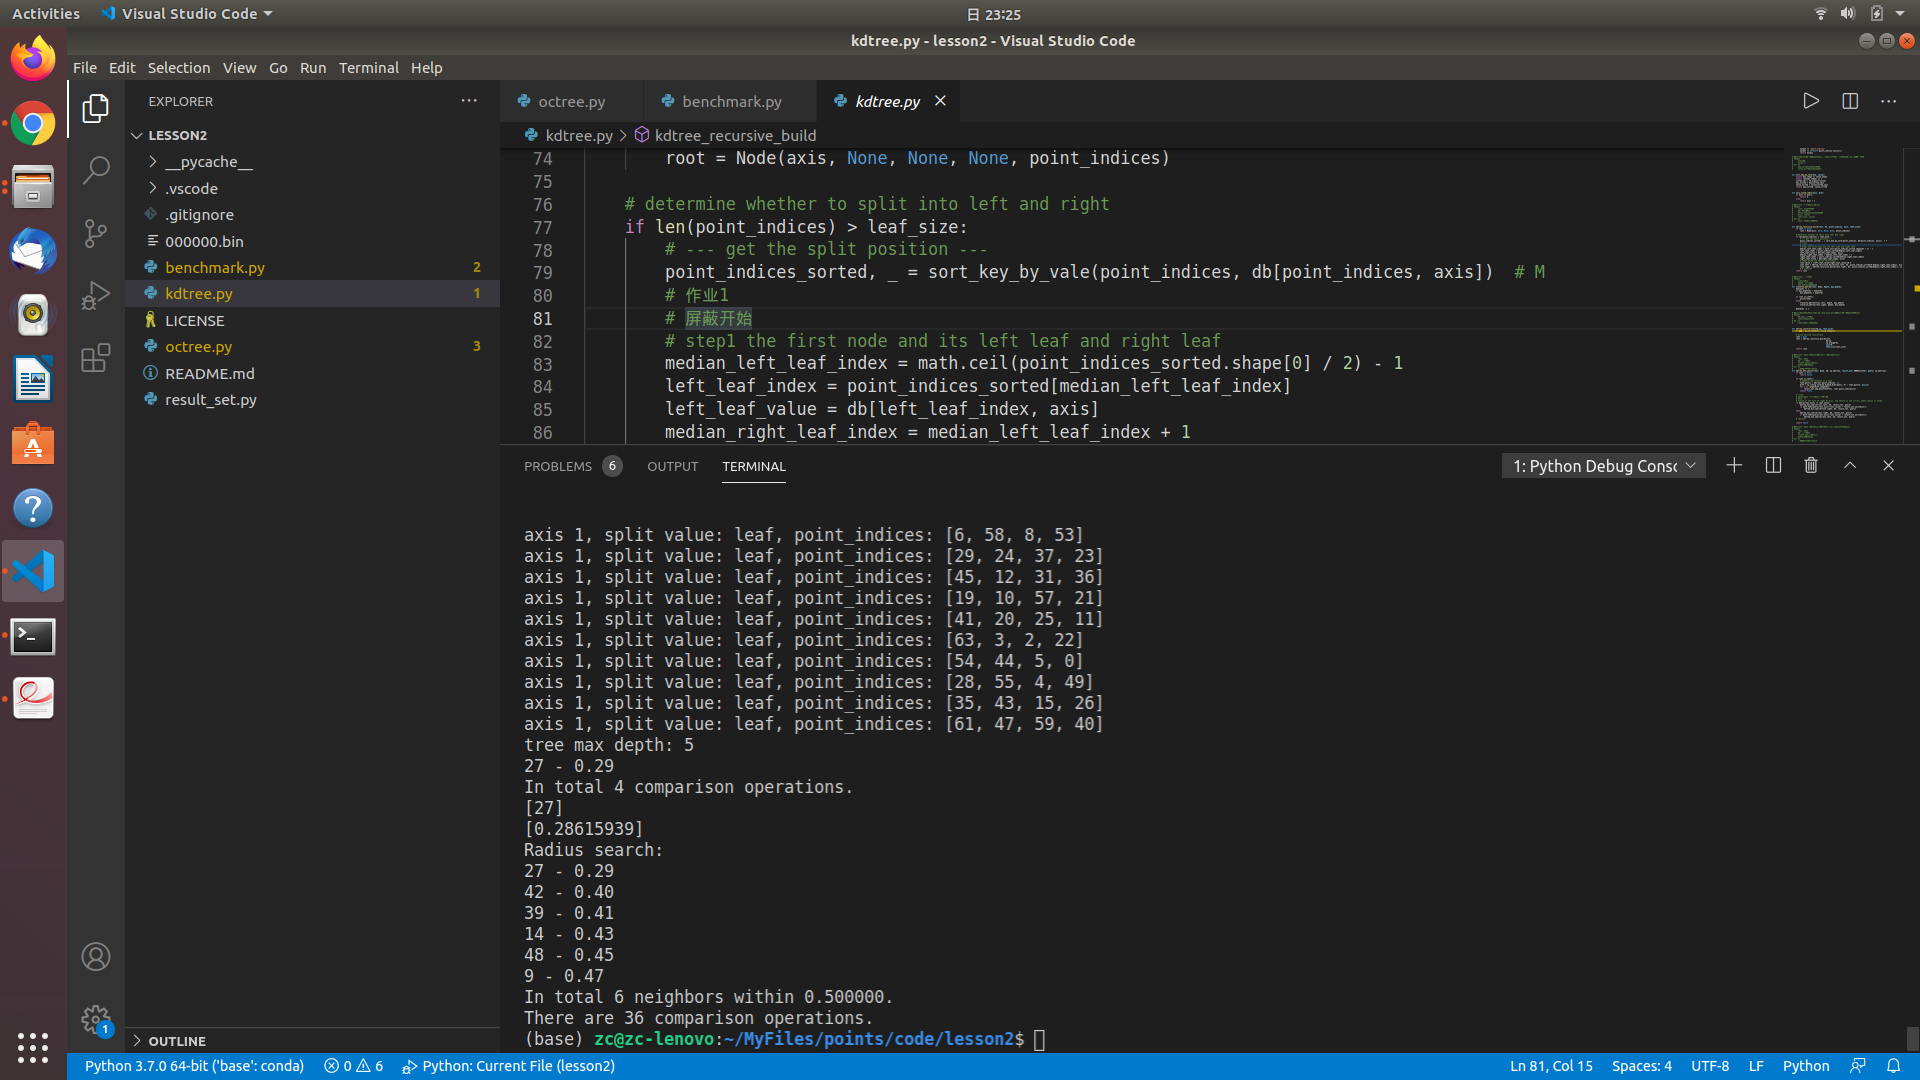 Activities
Visual Studio Code
日 23:25
kdtree.py - lesson2 - Visual Studio Code
File Edit Selection View Go Run Terminal Help
EXPLORER
LESSON2
__pycache__
.vscode
.gitignore
000000.bin
benchmark.py 2
kdtree.py 1
LICENSE
octree.py 3
README.md
result_set.py
OUTLINE
octree.py
benchmark.py
kdtree.py
kdtree.py > kdtree_recursive_build
74 root = Node(axis, None, None, None, point_indices)
75
76 # determine whether to split into left and right
77 if len(point_indices) > leaf_size:
78 # --- get the split position ---
79 point_indices_sorted, _ = sort_key_by_vale(point_indices, db[point_indices, axis]) # M
80 # 作业1
81 # 屏蔽开始
82 # step1 the first node and its left leaf and right leaf
83 median_left_leaf_index = math.ceil(point_indices_sorted.shape[0] / 2) - 1
84 left_leaf_index = point_indices_sorted[median_left_leaf_index]
85 left_leaf_value = db[left_leaf_index, axis]
86 median_right_leaf_index = median_left_leaf_index + 1
PROBLEMS 6 OUTPUT TERMINAL
1: Python Debug Consc
axis 1, split value: leaf, point_indices: [6, 58, 8, 53]
axis 1, split value: leaf, point_indices: [29, 24, 37, 23]
axis 1, split value: leaf, point_indices: [45, 12, 31, 36]
axis 1, split value: leaf, point_indices: [19, 10, 57, 21]
axis 1, split value: leaf, point_indices: [41, 20, 25, 11]
axis 1, split value: leaf, point_indices: [63, 3, 2, 22]
axis 1, split value: leaf, point_indices: [54, 44, 5, 0]
axis 1, split value: leaf, point_indices: [28, 55, 4, 49]
axis 1, split value: leaf, point_indices: [35, 43, 15, 26]
axis 1, split value: leaf, point_indices: [61, 47, 59, 40]
tree max depth: 5
27 - 0.29
In total 4 comparison operations.
[27]
[0.28615939]
Radius search:
27 - 0.29
42 - 0.40
39 - 0.41
14 - 0.43
48 - 0.45
9 - 0.47
In total 6 neighbors within 0.500000.
There are 36 comparison operations.
(base) zc@zc-lenovo:~/MyFiles/points/code/lesson2$
1
Python 3.7.0 64-bit ('base': conda) 0 6 Python: Current File (lesson2)
Ln 81, Col 15 Spaces: 4 UTF-8 LF Python